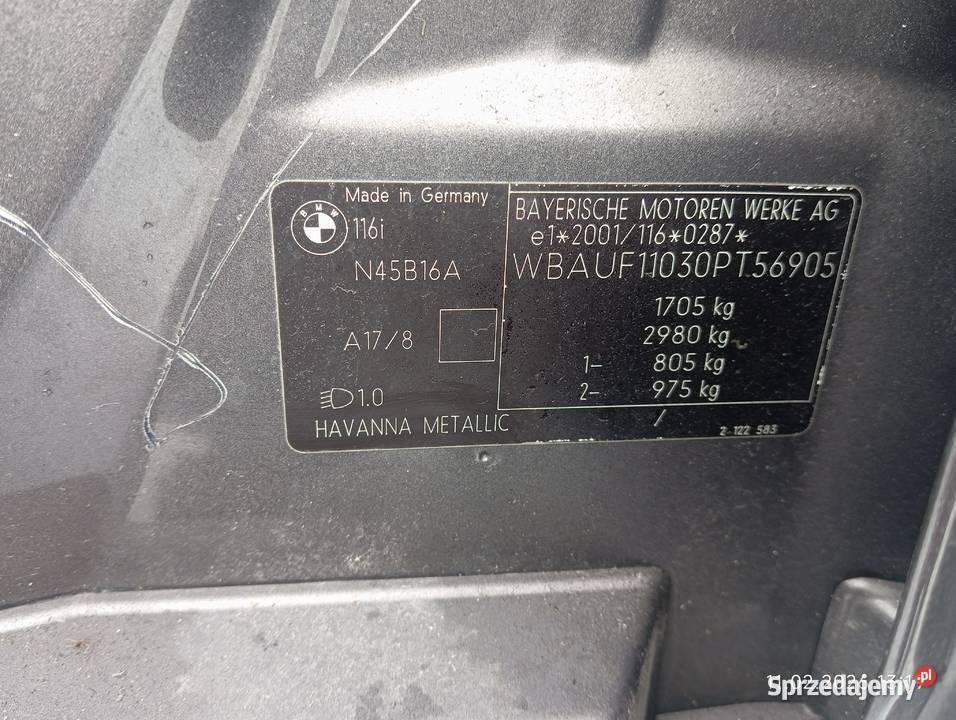 Made in Germany
BMW
116i
N45B16A
A17/8
1.0
HAVANNA METALLIC
BAYERISCHE MOTOREN WERKE AG
e1*2001/116*0287*
WBAUF11030PT56905
1705 kg
2980 kg
1- 805 kg
2- 975 kg
/
2 122 583
Sprzedajemy.pl